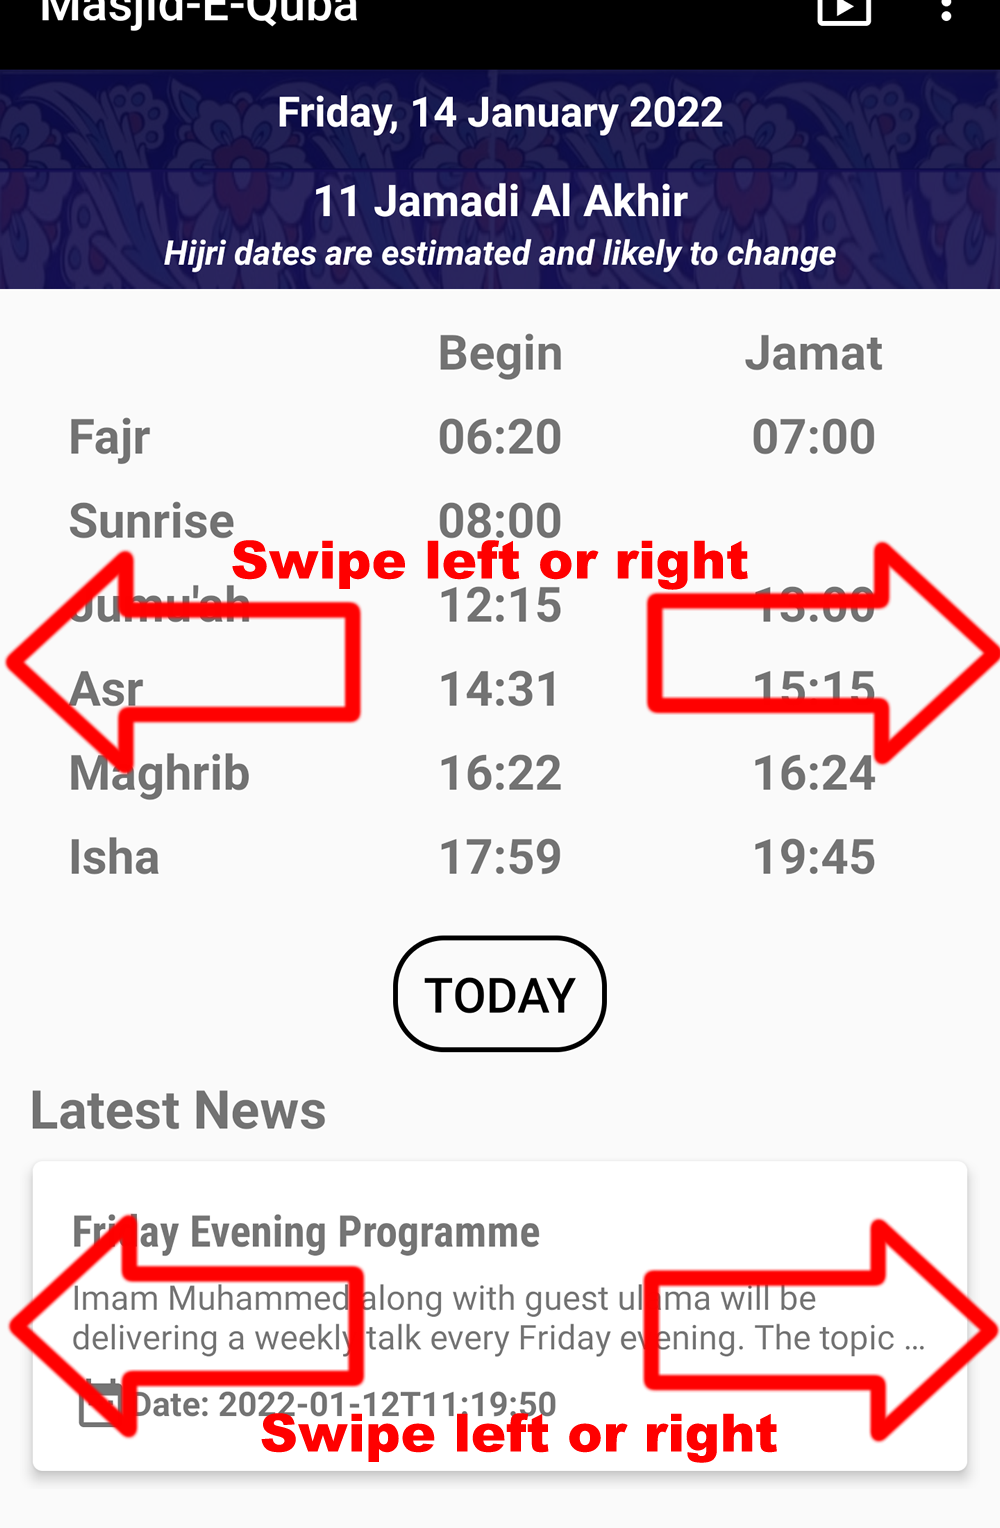 Masjid-E-Quba
Friday, 14 January 2022
11 Jamadi Al Akhir
Hijri dates are estimated and likely to change
Begin Jamat
Fajr 06:20 07:00
Sunrise 08:00
Swipe left or right
Jumu'ah 12:15 13:00
Asr 14:31 15:15
Maghrib 16:22 16:24
Isha 17:59 19:45
TODAY
Latest News
Friday Evening Programme
Imam Muhammed along with guest ulama will be
delivering a weekly talk every Friday evening. The topic ...
Date: 2022-01-12T11:19:50
Swipe left or right